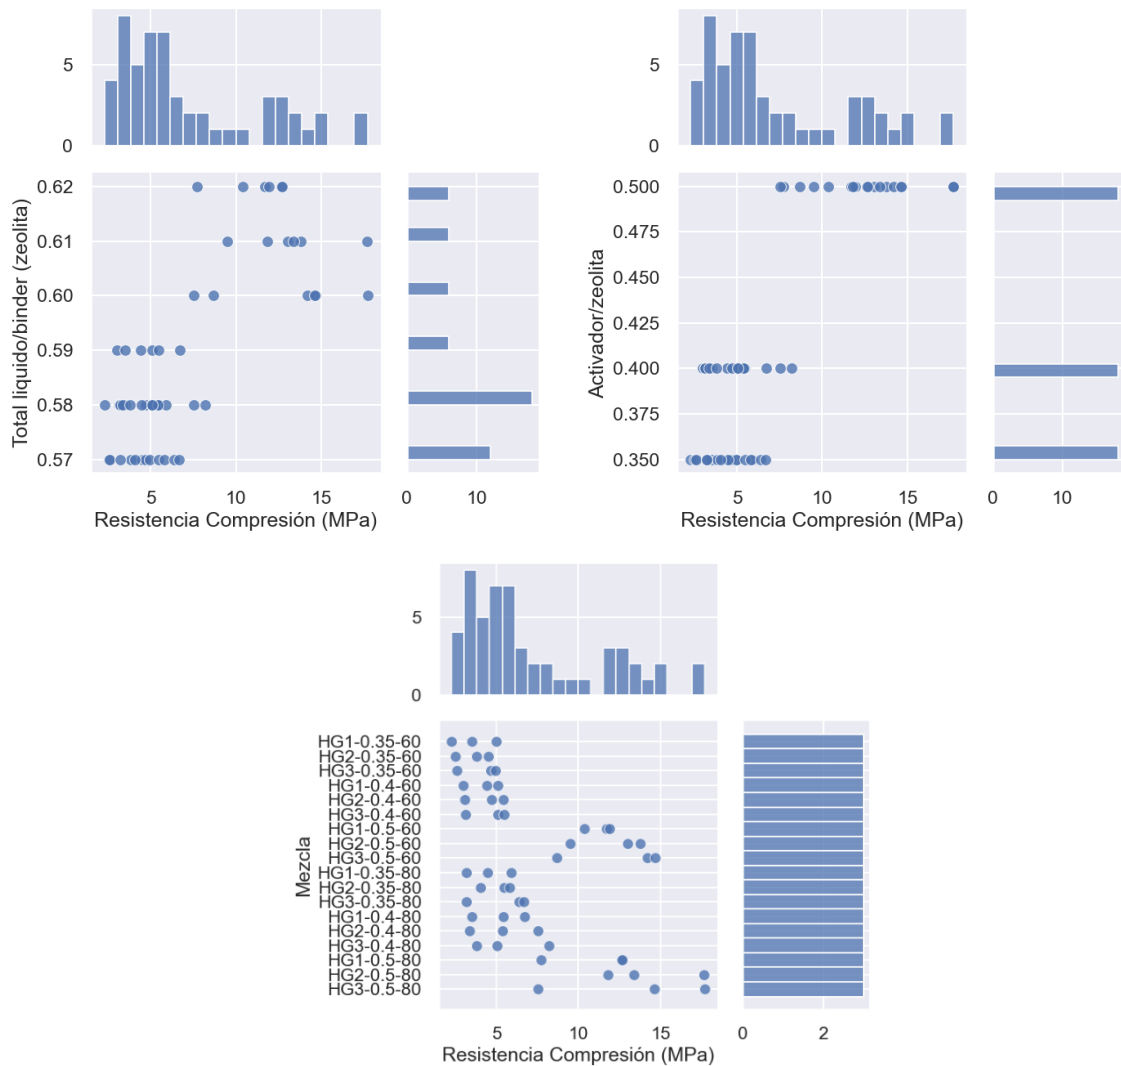 5
0
5
0
0.62
0.61
0.60
0.59
0.58
0.57
Total liquido/binder (zeolita)
5
10
15
Resistencia Compresión (MPa)
0
10
0.500
0.475
0.450
0.425
0.400
0.375
0.350
Activador/zeolita
5
10
15
Resistencia Compresión (MPa)
0
10
5
0
HG1-0.35-60
HG2-0.35-60
HG3-0.35-60
HG1-0.4-60
HG2-0.4-60
HG3-0.4-60
HG1-0.5-60
HG2-0.5-60
HG3-0.5-60
HG1-0.35-80
HG2-0.35-80
HG3-0.35-80
HG1-0.4-80
HG2-0.4-80
HG3-0.4-80
HG1-0.5-80
HG2-0.5-80
HG3-0.5-80
Mezcla
5
10
15
Resistencia Compresión (MPa)
0
2